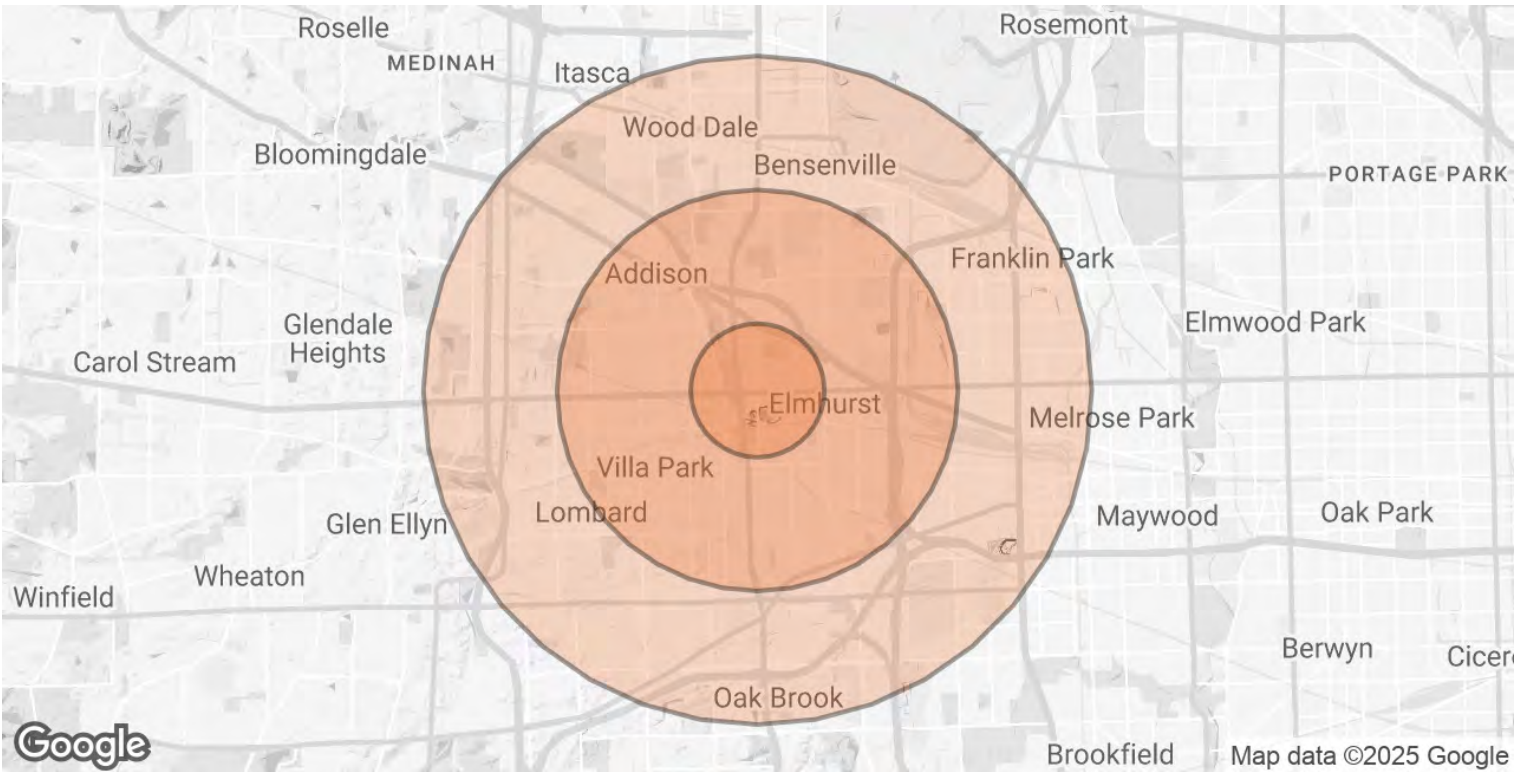 Roselle
Rosemont
MEDINAH
Itasca
Wood Dale
Bloomingdale
Bensenville
PORTAGE PARK
Franklin Park
Addison
Glendale
Heights
Elmwood Park
Carol Stream
Elmhurst
Melrose Park
Villa Park
Lombard
Glen Ellyn
Maywood
Oak Park
Wheaton
Winfield
Berwyn
Cicero
Oak Brook
Google
Brookfield
Map data ©2025 Google